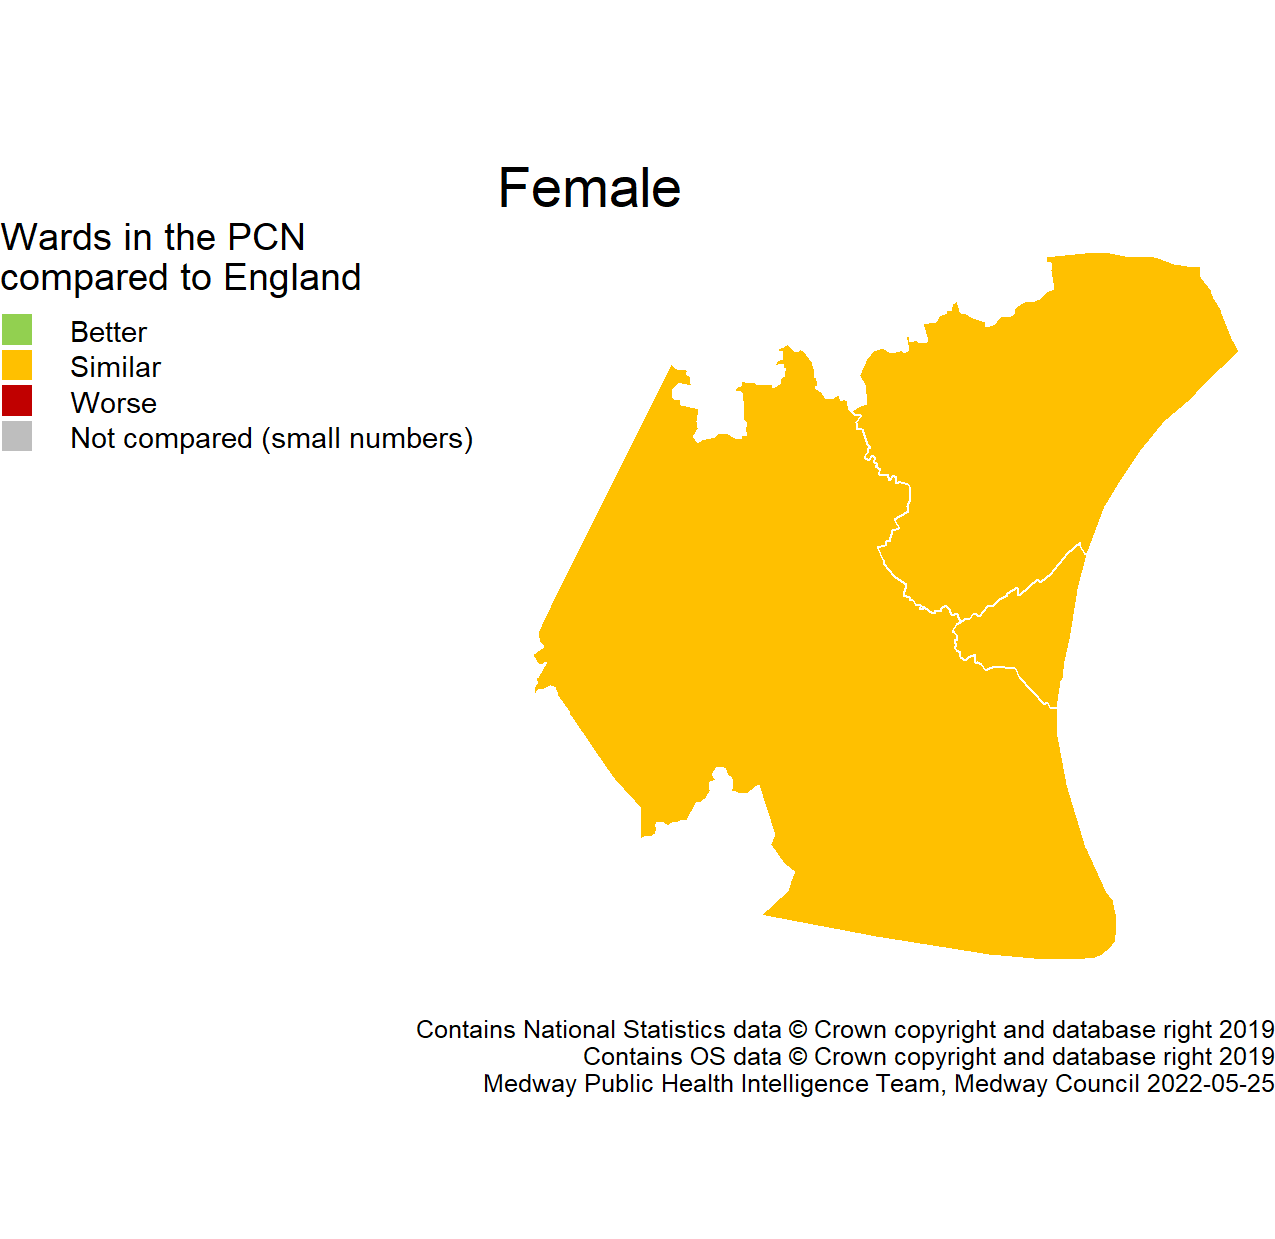 Female
Wards in the PCN
compared to England
Better
Similar
Worse
Not compared (small numbers)
Contains National Statistics data © Crown copyright and database right 2019
Contains OS data © Crown copyright and database right 2019
Medway Public Health Intelligence Team, Medway Council 2022-05-25